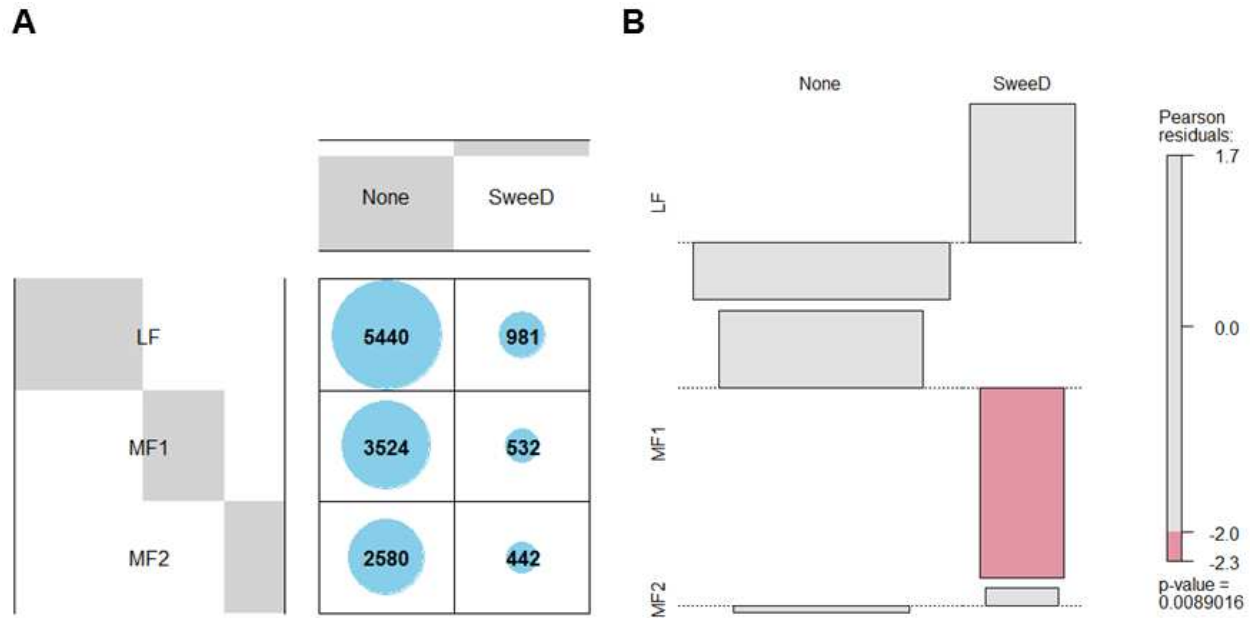 A
None SweeD
LF 5440 981
MF1 3524 532
MF2 2580 442
B
None SweeD
LF
MF1
MF2
Pearson
residuals:
1.7
0.0
-2.0
-2.3
p-value =
0.0089016